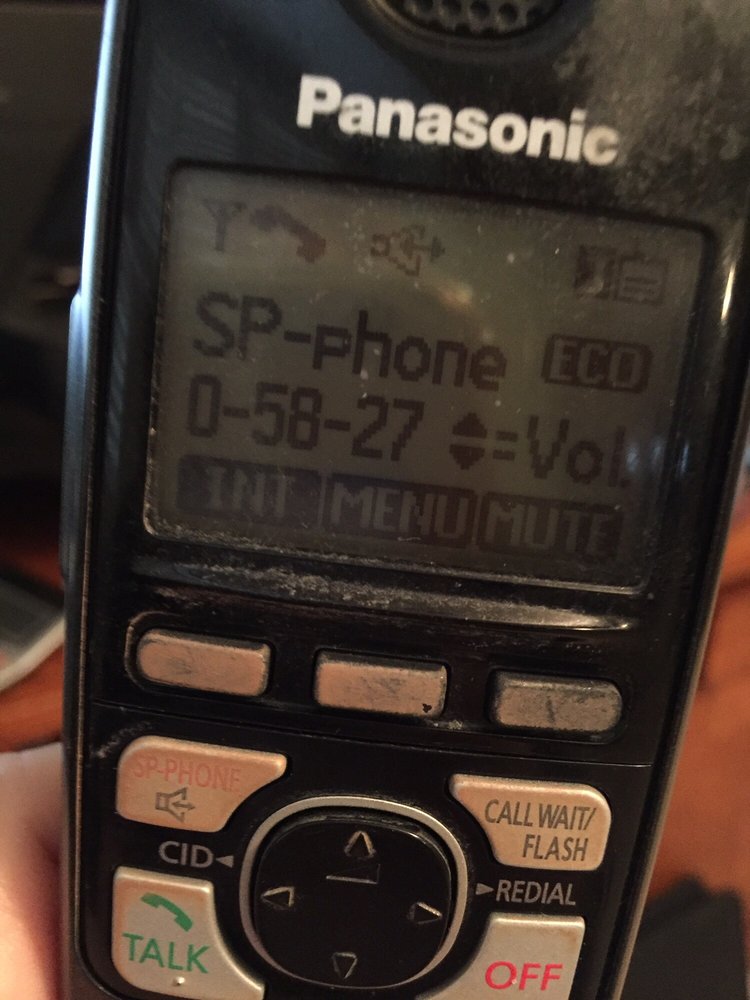 Panasonic
SP-phone ECO
0-58-27 =Vol.
INT MENU MUTE
SP-PHONE
CALL WAIT/
FLASH
CID
REDIAL
TALK
OFF